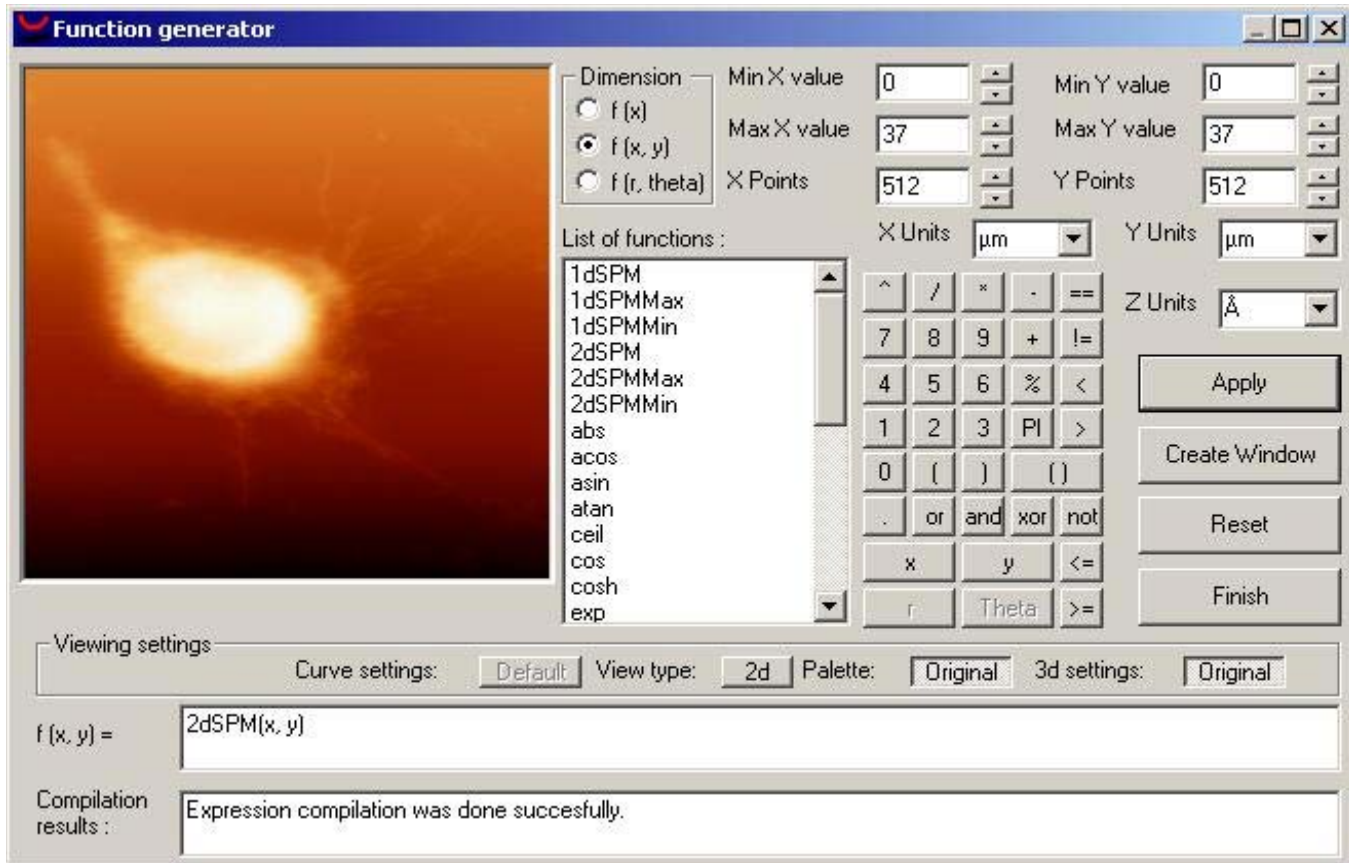 Function generator
Dimension
f (x)
f (x, y)
f (r, theta)
Min X value 0
Max X value 37
X Points 512
Min Y value 0
Max Y value 37
Y Points 512
X Units µm
Y Units µm
Z Units Å
List of functions :
1dSPM
1dSPMMax
1dSPMMin
2dSPM
2dSPMMax
2dSPMMin
abs
acos
asin
atan
ceil
cos
cosh
exp
^ / * - ==
7 8 9 + !=
4 5 6 % <
1 2 3 PI >
0 ( ) ( )
. or and xor not
x y <=
r Theta >=
Apply
Create Window
Reset
Finish
Viewing settings
Curve settings: Default View type: 2d Palette: Original 3d settings: Original
f (x, y) =
2dSPM(x, y)
Compilation
results :
Expression compilation was done succesfully.